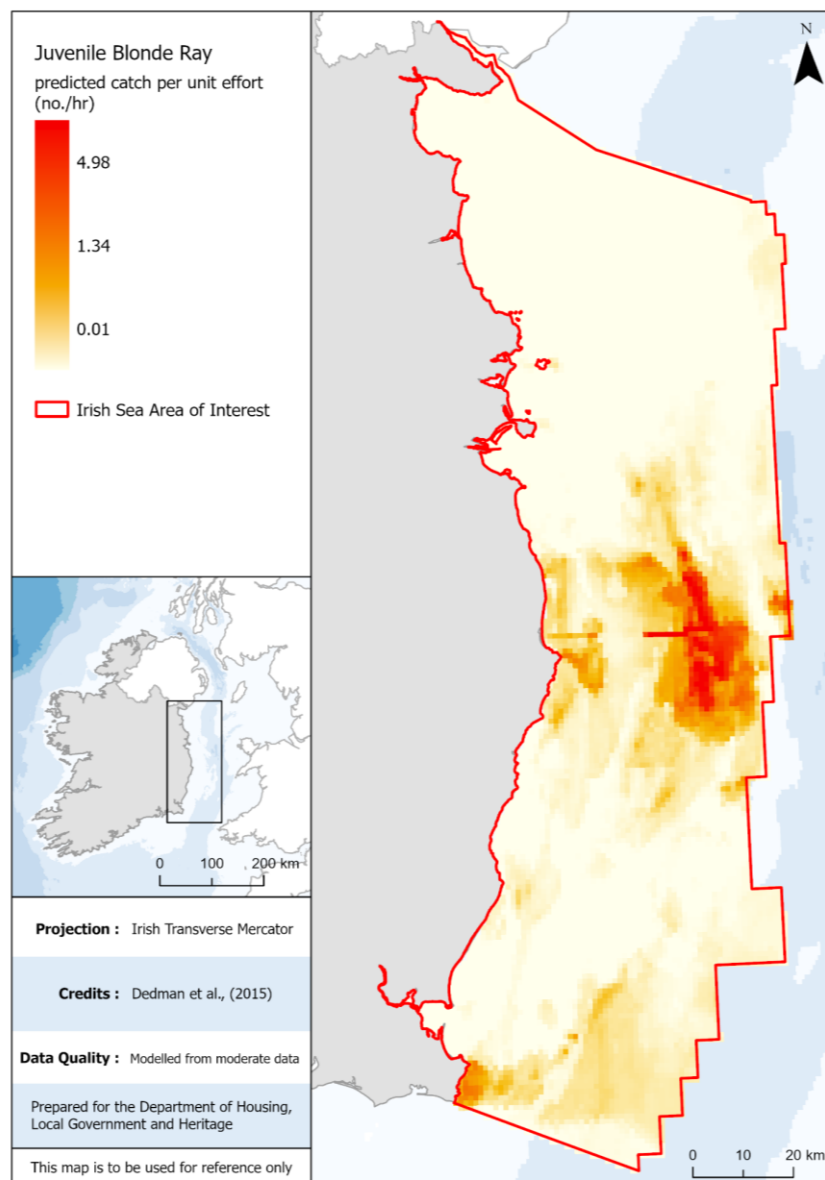 Juvenile Blonde Ray
predicted catch per unit effort
(no./hr)
4.98
1.34
0.01
Irish Sea Area of Interest
0 100 200 km
Projection : Irish Transverse Mercator
Credits : Dedman et al., (2015)
Data Quality : Modelled from moderate data
Prepared for the Department of Housing,
Local Government and Heritage
This map is to be used for reference only
N
0 10 20 km